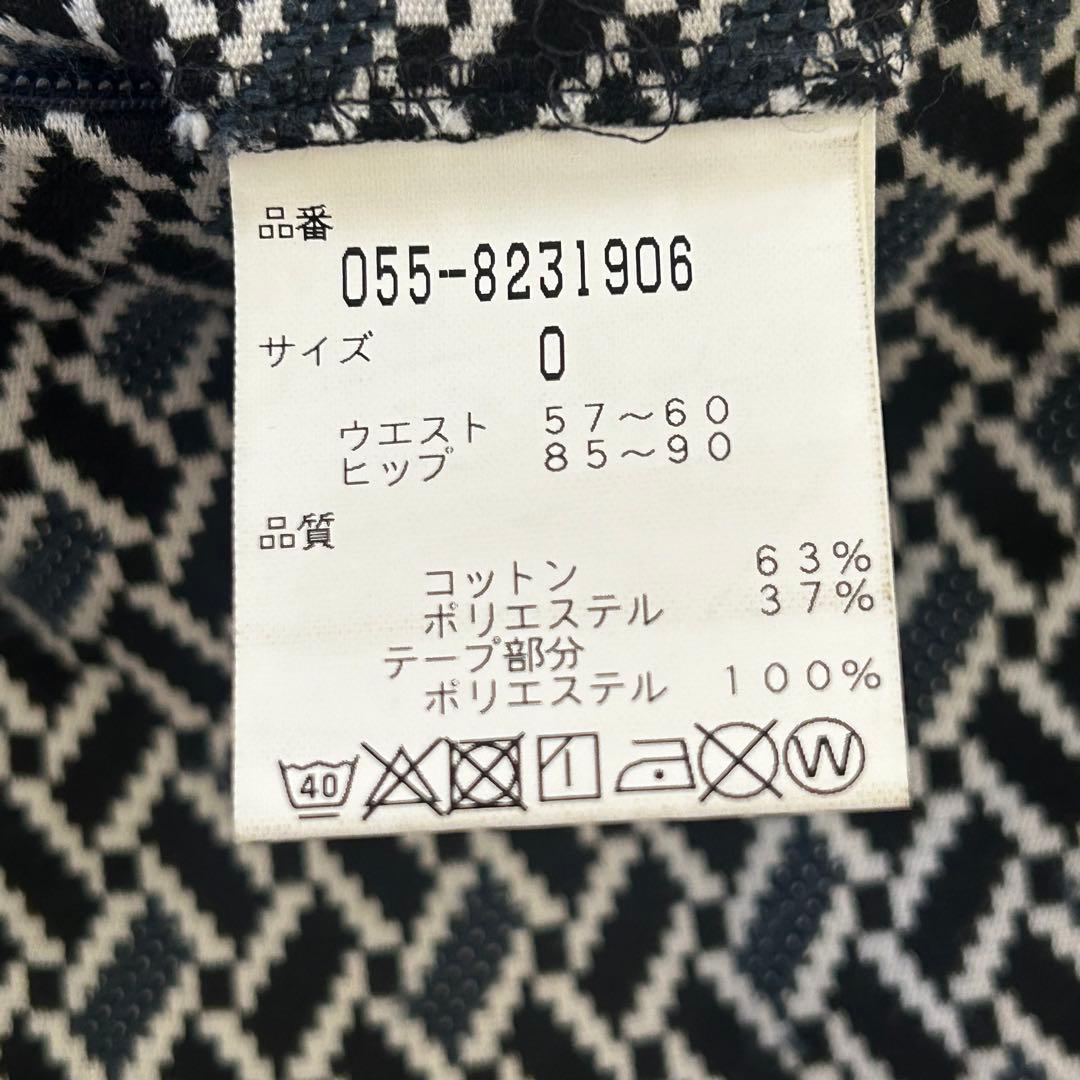 品番
055-8231906
サイズ 0
ウエスト 57～60
ヒップ 85～90
品質
コットン 63%
ポリエステル 37%
テープ部分
ポリエステル 100%
40 W